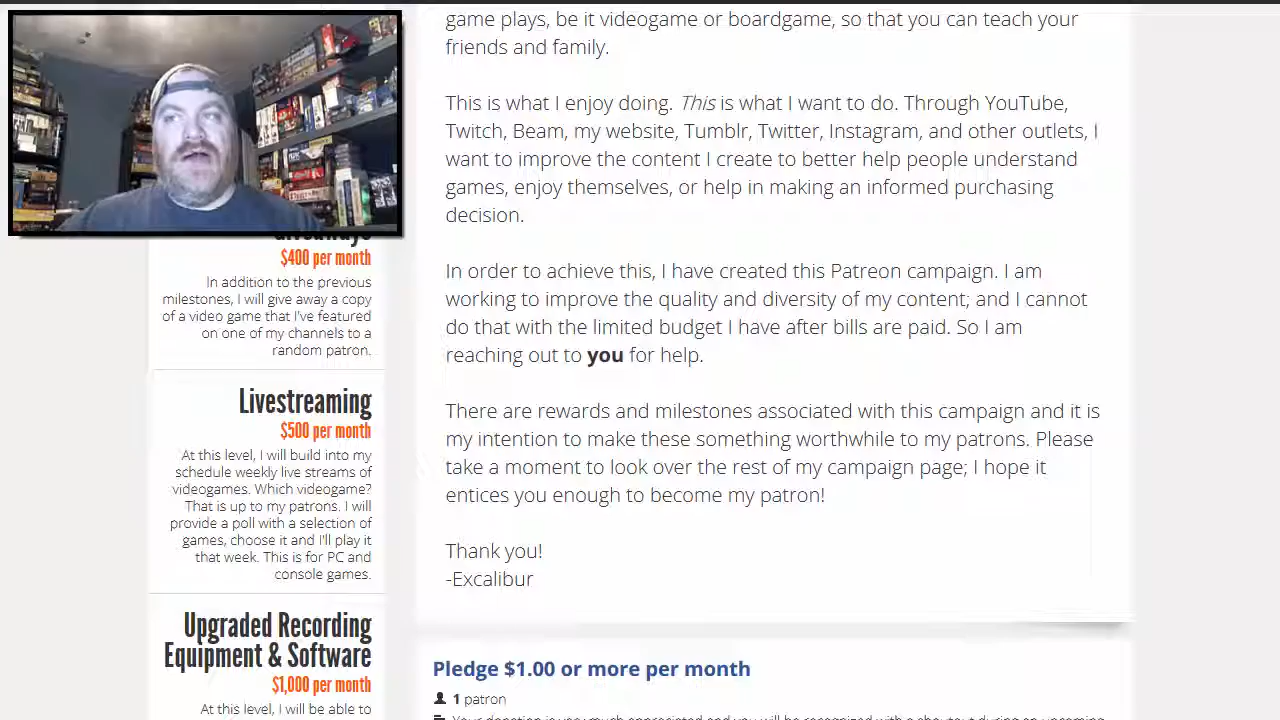 game plays, be it videogame or boardgame, so that you can teach your
friends and family.
This is what I enjoy doing. This is what I want to do. Through YouTube,
Twitch, Beam, my website, Tumblr, Twitter, Instagram, and other outlets, I
want to improve the content I create to better help people understand
games, enjoy themselves, or help in making an informed purchasing
decision.
In order to achieve this, I have created this Patreon campaign. I am
working to improve the quality and diversity of my content; and I cannot
do that with the limited budget I have after bills are paid. So I am
reaching out to you for help.
There are rewards and milestones associated with this campaign and it is
my intention to make these something worthwhile to my patrons. Please
take a moment to look over the rest of my campaign page; I hope it
entices you enough to become my patron!
Thank you!
-Excalibur
$400 per month
In addition to the previous
milestones, I will give away a copy
of a video game that I've featured
on one of my channels to a
random patron.
Livestreaming
$500 per month
At this level, I will build into my
schedule weekly live streams of
videogames. Which videogame?
That is up to my patrons. I will
provide a poll with a selection of
games, choose it and I'll play it
that week. This is for PC and
console games.
Upgraded Recording
Equipment & Software
$1,000 per month
At this level, I will be able to
Pledge $1.00 or more per month
1 patron